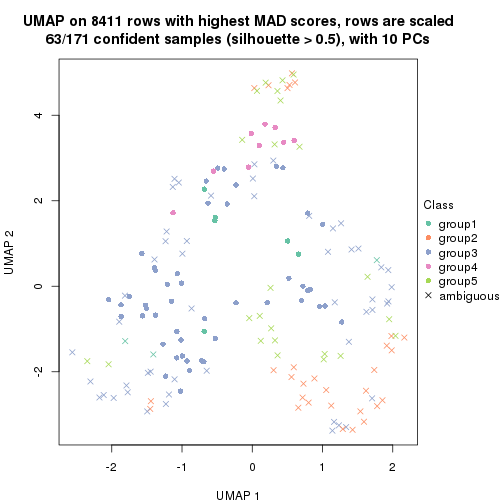 UMAP on 8411 rows with highest MAD scores, rows are scaled
63/171 confident samples (silhouette > 0.5), with 10 PCs
4
2
0
-2
UMAP 2
-2
-1
0
1
2
UMAP 1
Class
group1
group2
group3
group4
group5
ambiguous